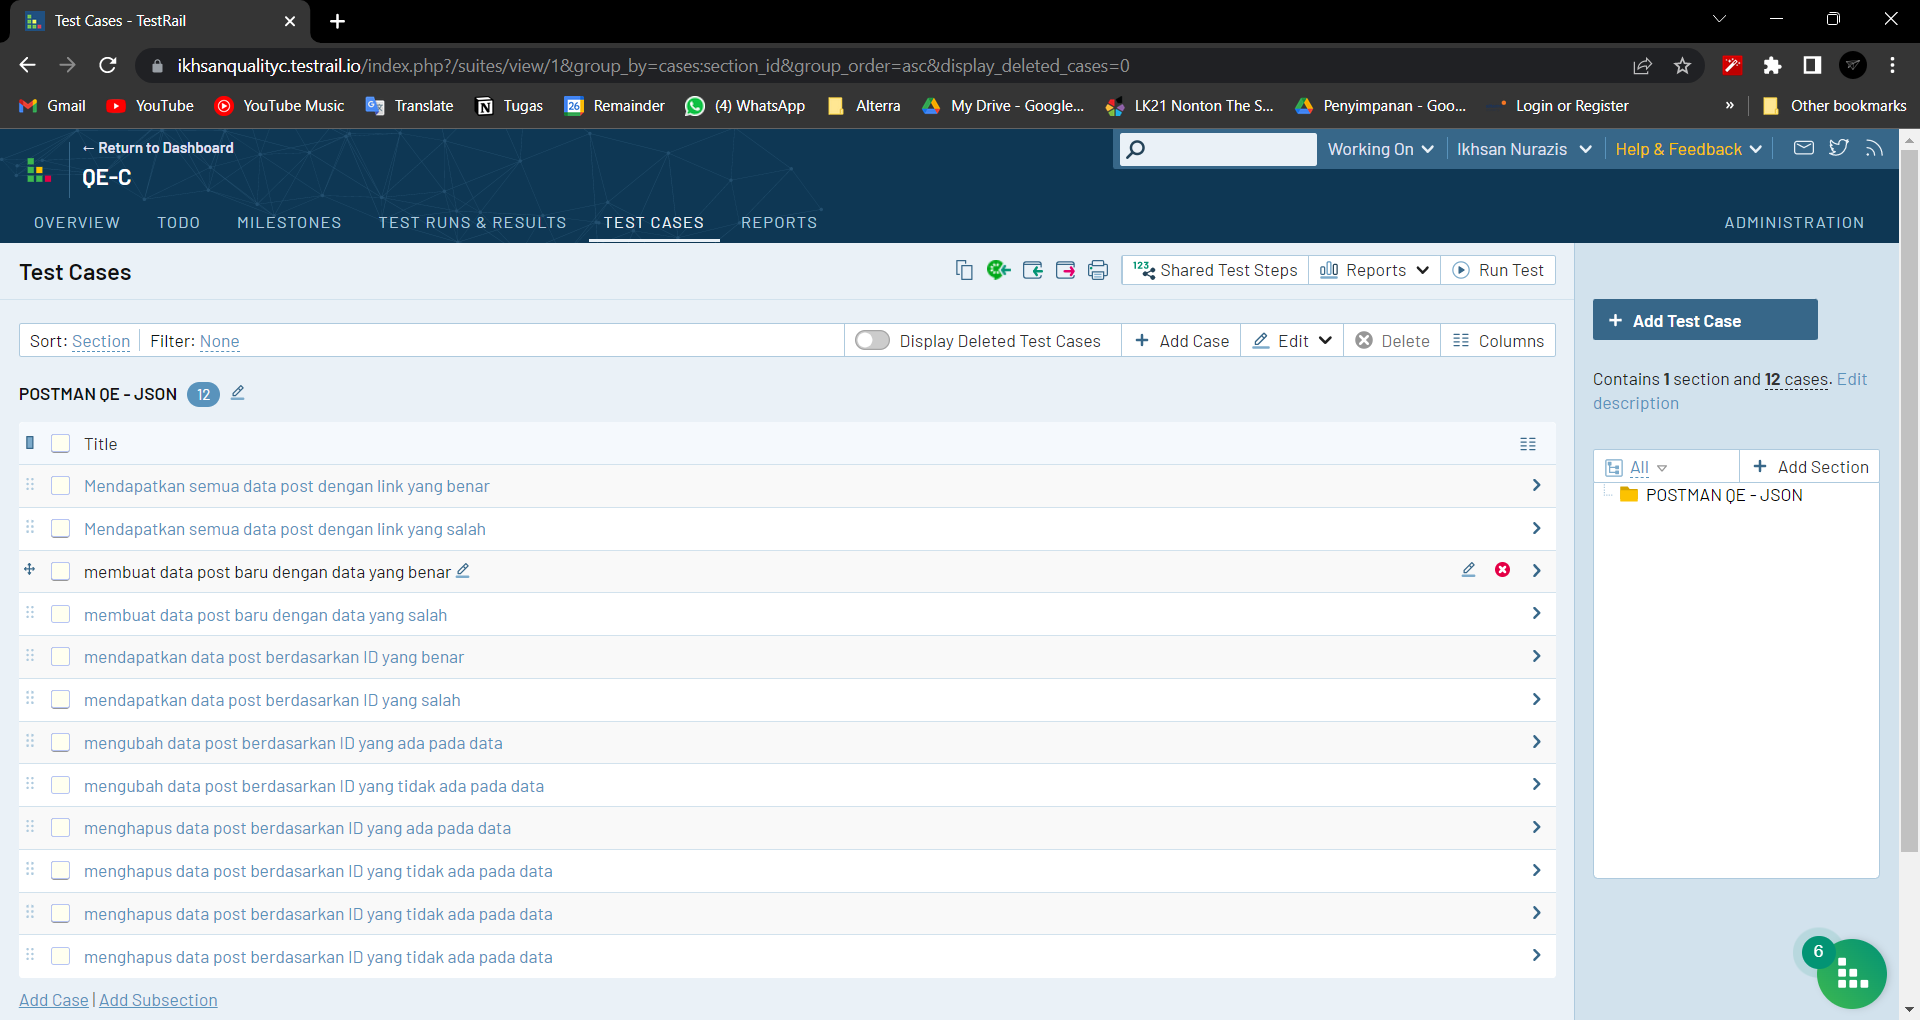 Test Cases - TestRail
ikhsanqualityc.testrail.io/index.php?/suites/view/1&group_by=cases:section_id&group_order=asc&display_deleted_cases=0
Gmail YouTube YouTube Music Translate Tugas 26 Remainder (4) WhatsApp Alterra My Drive - Google... LK21 Nonton The S... Penyimpanan - Goo... Login or Register » Other bookmarks
← Return to Dashboard
QE-C
Working On Ikhsan Nurazis Help & Feedback
OVERVIEW TODO MILESTONES TEST RUNS & RESULTS TEST CASES REPORTS ADMINISTRATION
Test Cases
123 Shared Test Steps Reports Run Test
Sort: Section Filter: None Display Deleted Test Cases + Add Case Edit Delete Columns
POSTMAN QE - JSON 12
Title
Mendapatkan semua data post dengan link yang benar
Mendapatkan semua data post dengan link yang salah
membuat data post baru dengan data yang benar
membuat data post baru dengan data yang salah
mendapatkan data post berdasarkan ID yang benar
mendapatkan data post berdasarkan ID yang salah
mengubah data post berdasarkan ID yang ada pada data
mengubah data post berdasarkan ID yang tidak ada pada data
menghapus data post berdasarkan ID yang ada pada data
menghapus data post berdasarkan ID yang tidak ada pada data
menghapus data post berdasarkan ID yang tidak ada pada data
menghapus data post berdasarkan ID yang tidak ada pada data
Add Case | Add Subsection
+ Add Test Case
Contains 1 section and 12 cases. Edit
description
All + Add Section
POSTMAN QE - JSON
6